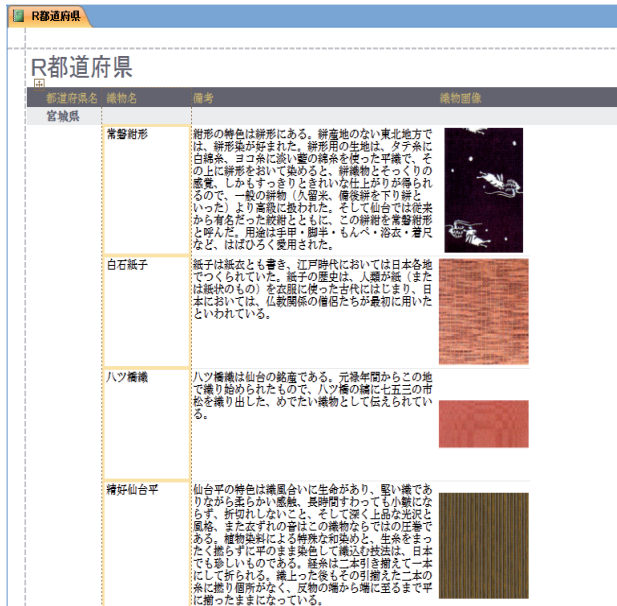 R都道府県
R都道府県
都道府県名 織物名 備考 織物画像
宮城県
常磐紺形 紺形の特色は絣形にある。絣産地のない東北地方で
は、絣形染が好まれた。絣形用の生地は、タテ糸に
白綿糸、ヨコ糸に淡い藍の綿糸を使った平織で、そ
の上に絣形をおいて染めると、絣織物とそっくりの
感覚、しかもすっきりときれいな仕上がりが得られ
るので、一般の絣物（久留米、備後絣を下り絣と
いった）より高級に扱われた。そして仙台では従来
から有名だった絞紺とともに、この絣紺を常磐紺形
と呼んだ。用途は手甲・脚半・もんぺ・浴衣・着尺
など、はばひろく愛用された。
白石紙子 紙子は紙衣とも書き、江戸時代においては日本各地
でつくられていた。紙子の歴史は、人類が紙（また
は紙状のもの）を衣服に使った古代にはじまり、日
本においては、仏教関係の僧侶たちが最初に用いた
といわれている。
八ツ橋織 八ツ橋織は仙台の銘産である。元禄年間からこの地
で織り始められたもので、八ツ橋の縞に七五三の市
松を織り出した、めでたい織物として伝えられてい
る。
精好仙台平 仙台平の特色は織風合いに生命があり、堅い織であ
りながら柔らかい感触、長時間すわっても小皺にな
らず、折切れしないこと、そして深く上品な光沢と
風格、また衣ずれの音はこの織物ならではの圧巻で
ある。植物染料による特殊な和染めと、生糸をまっ
たく撚らずに平のまま染色して織込む技法は、日本
でも珍しいものである。経糸は二本引き揃えて一本
にして折られる。織上った後もその引揃えた二本の
糸に撚り個所がなく、反物の端から端に至るまで平
に揃ったままになっている。